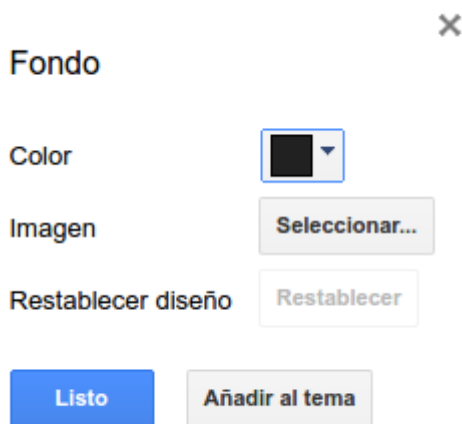 Fondo
Color
Imagen Seleccionar...
Restablecer diseño Restablecer
Listo Añadir al tema